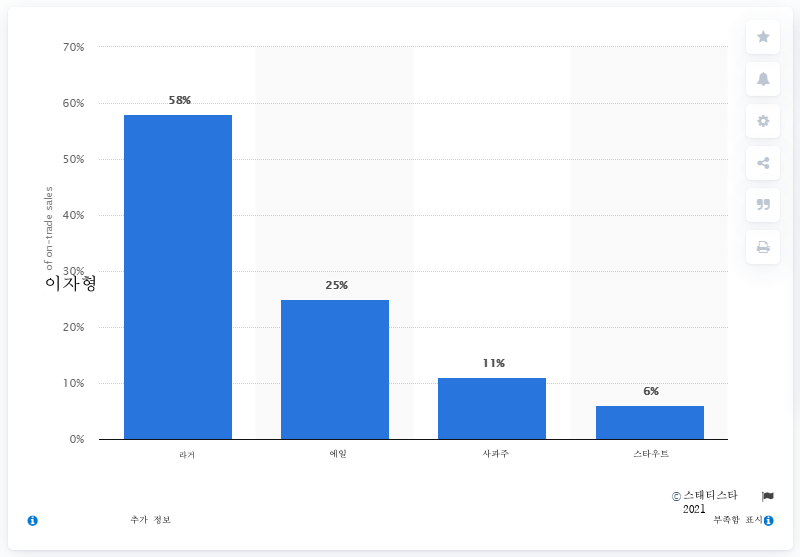 70%
58%
60%
50%
40%
of on-trade sales
30%
이자형
25%
20%
11%
10%
6%
0%
라거
에일
사과주
스타우트
© 스태티스타
2021
추가 정보
부족함 표시